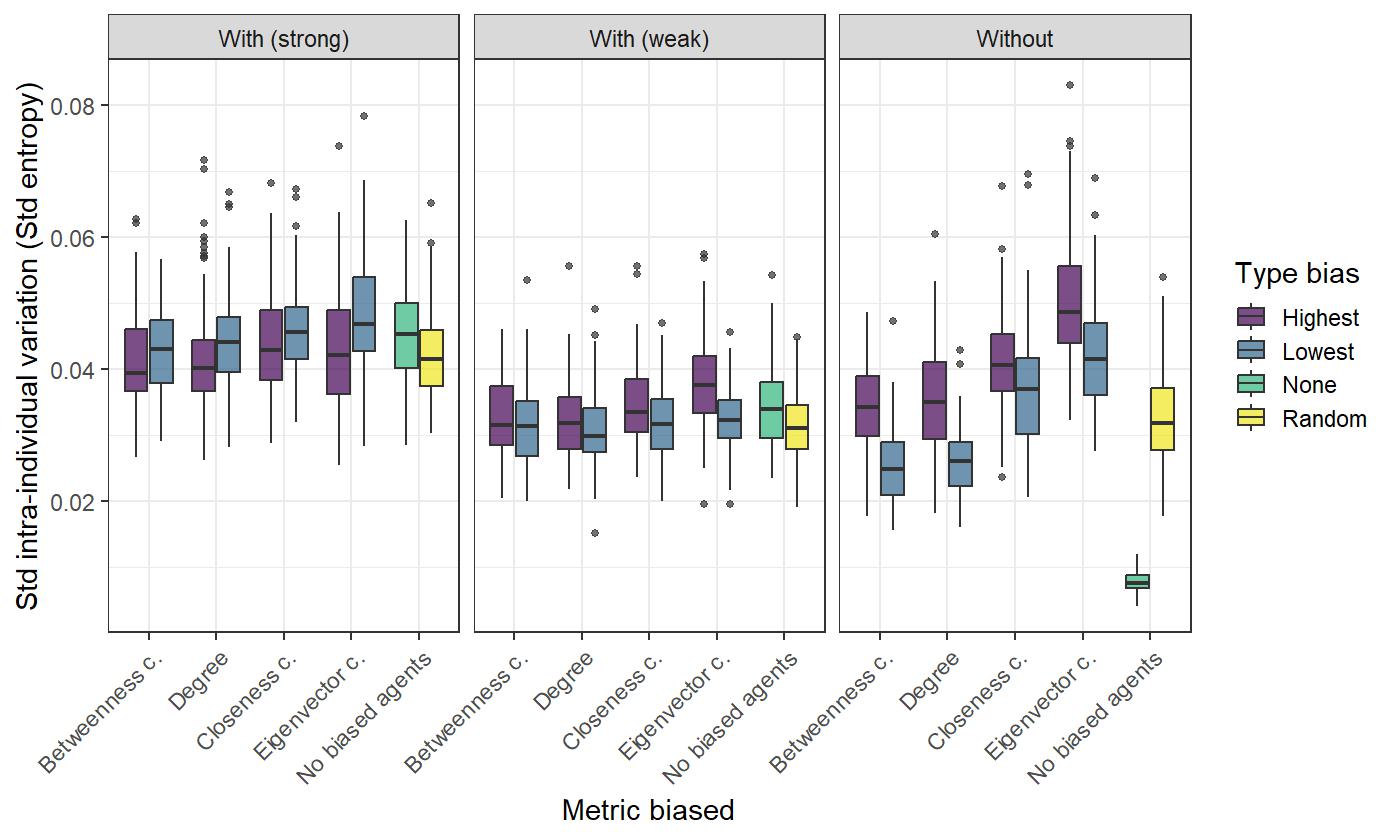 With (strong)
With (weak)
Without
Std intra-individual variation (Std entropy)
0.08
0.06
0.04
0.02
Betweenness c.
Degree
Closeness c.
Eigenvector c.
No biased agents
Betweenness c.
Degree
Closeness c.
Eigenvector c.
No biased agents
Betweenness c.
Degree
Closeness c.
Eigenvector c.
No biased agents
Metric biased
Type bias
Highest
Lowest
None
Random